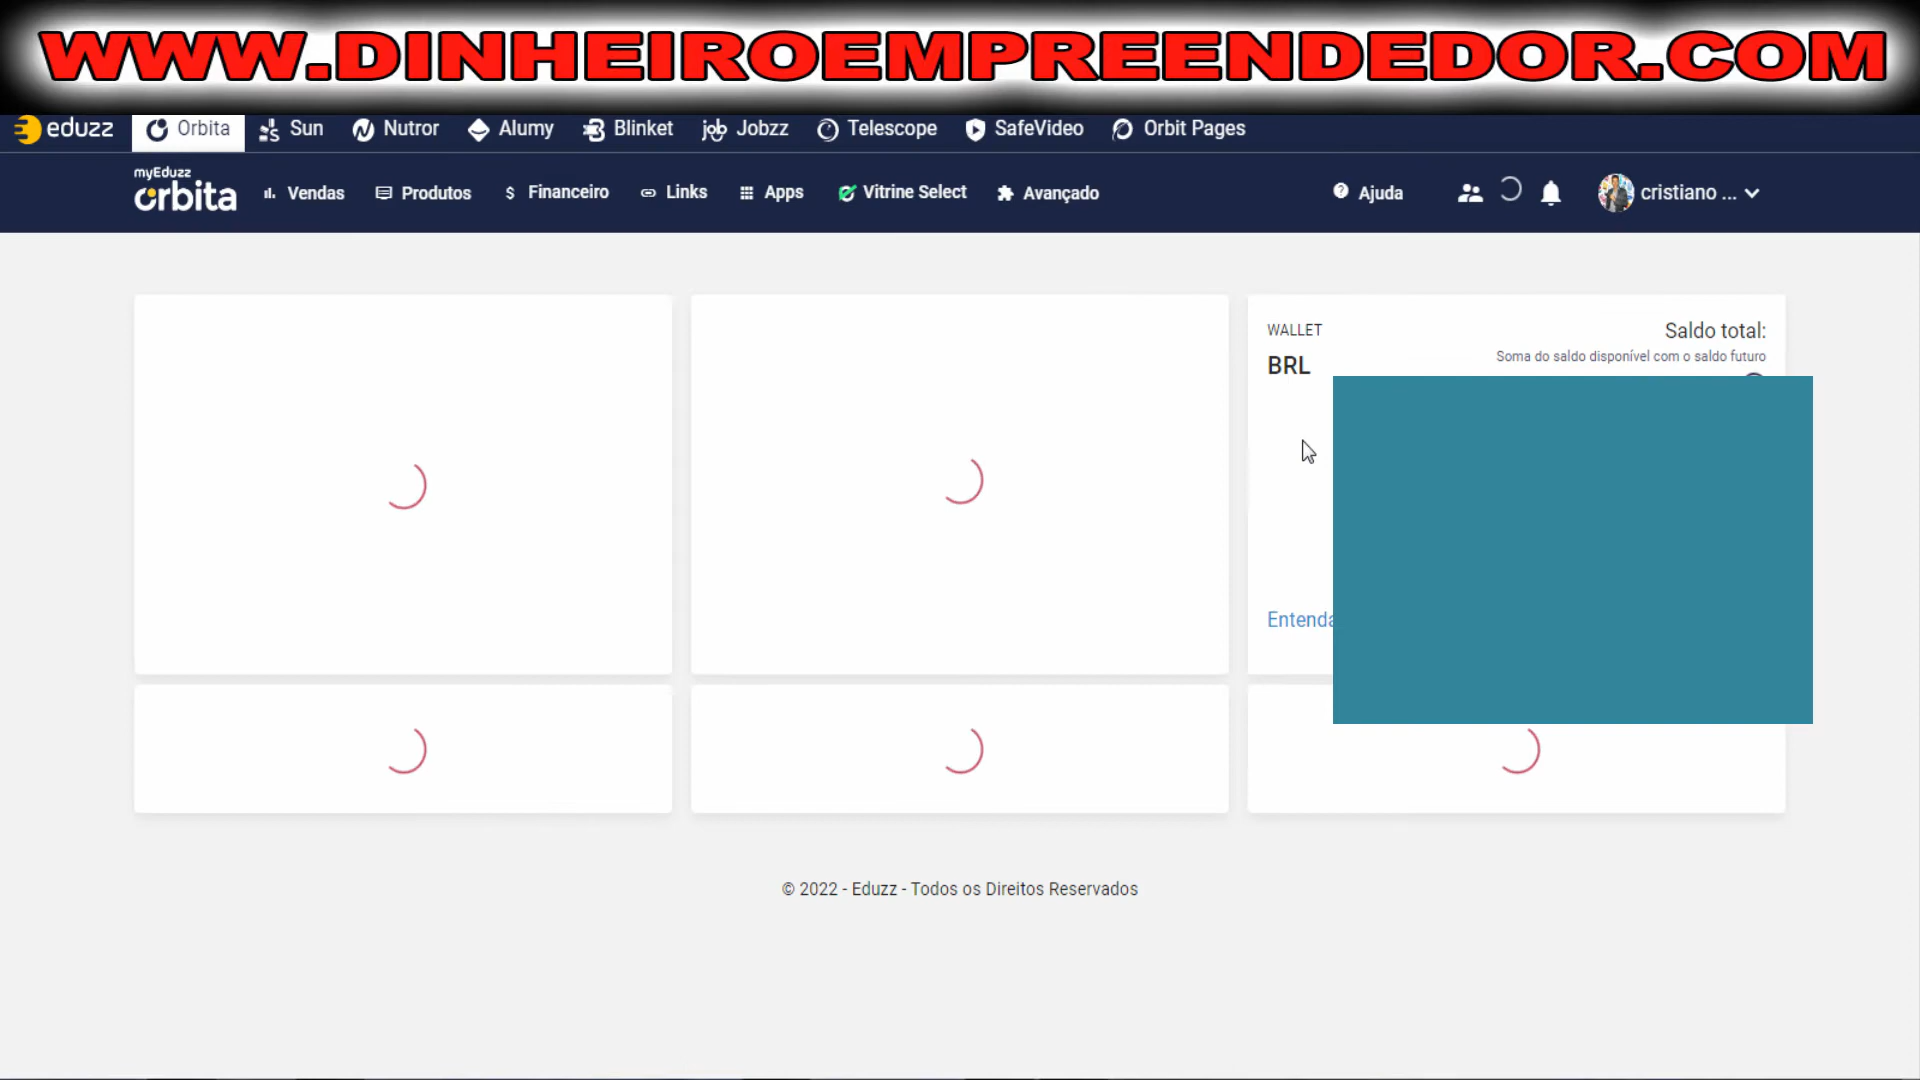 WWW.DINHEIROEMPREENDEDOR.COM
eduzz Orbita Sun Nutror Alumy Blinket job Jobzz Telescope SafeVideo Orbit Pages
myEduzz
orbita Vendas Produtos $ Financeiro Links Apps Vitrine Select Avançado ? Ajuda cristiano ...
WALLET Saldo total:
BRL Soma do saldo disponível com o saldo futuro
Entenda
© 2022 - Eduzz - Todos os Direitos Reservados